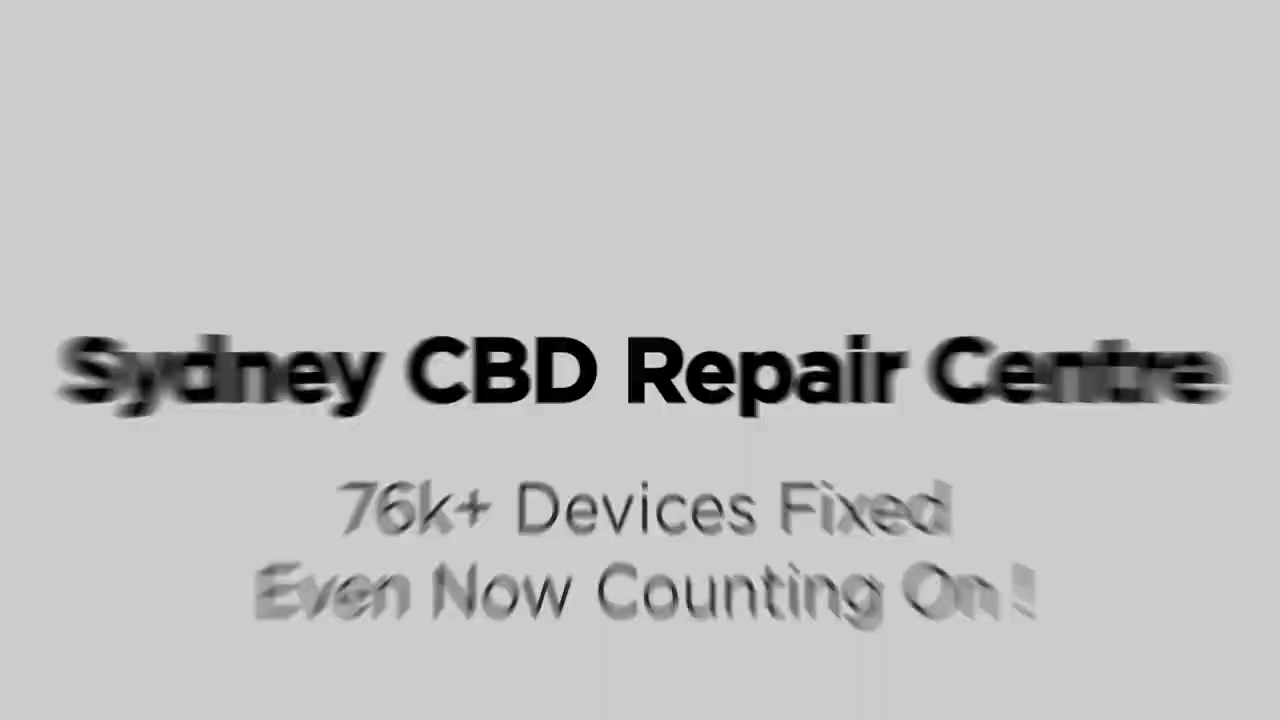 Sydney CBD Repair Centre
76k+ Devices Fixed
Even Now Counting On!